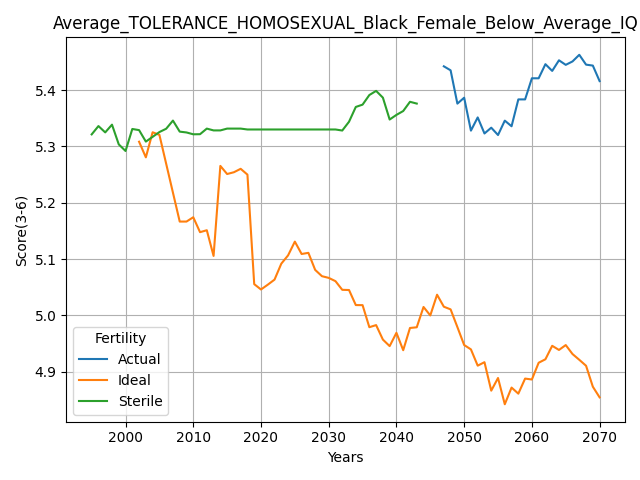 Average_TOLERANCE_HOMOSEXUAL_Black_Female_Below_Average_IQ
Score(3-6)
5.4
5.3
5.2
5.1
5.0
4.9
Fertility
Actual
Ideal
Sterile
2000 2010 2020 2030 2040 2050 2060 2070
Years